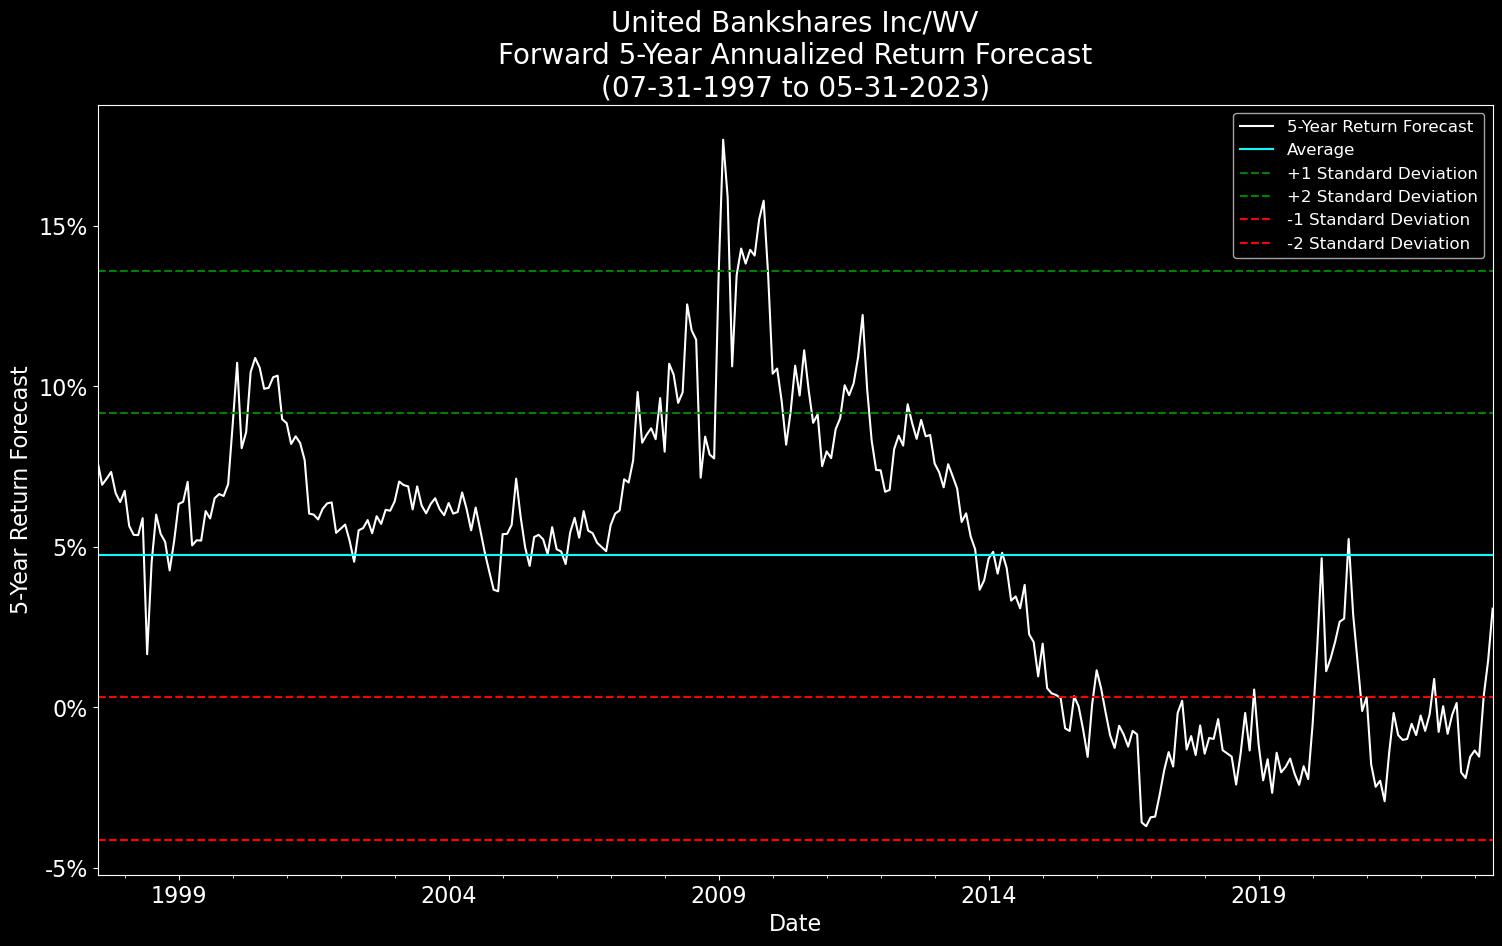 United Bankshares Inc/WV
Forward 5-Year Annualized Return Forecast
(07-31-1997 to 05-31-2023)
5-Year Return Forecast
Average
+1 Standard Deviation
+2 Standard Deviation
-1 Standard Deviation
-2 Standard Deviation
5-Year Return Forecast
15%
10%
5%
0%
-5%
1999 2004 2009 2014 2019
Date